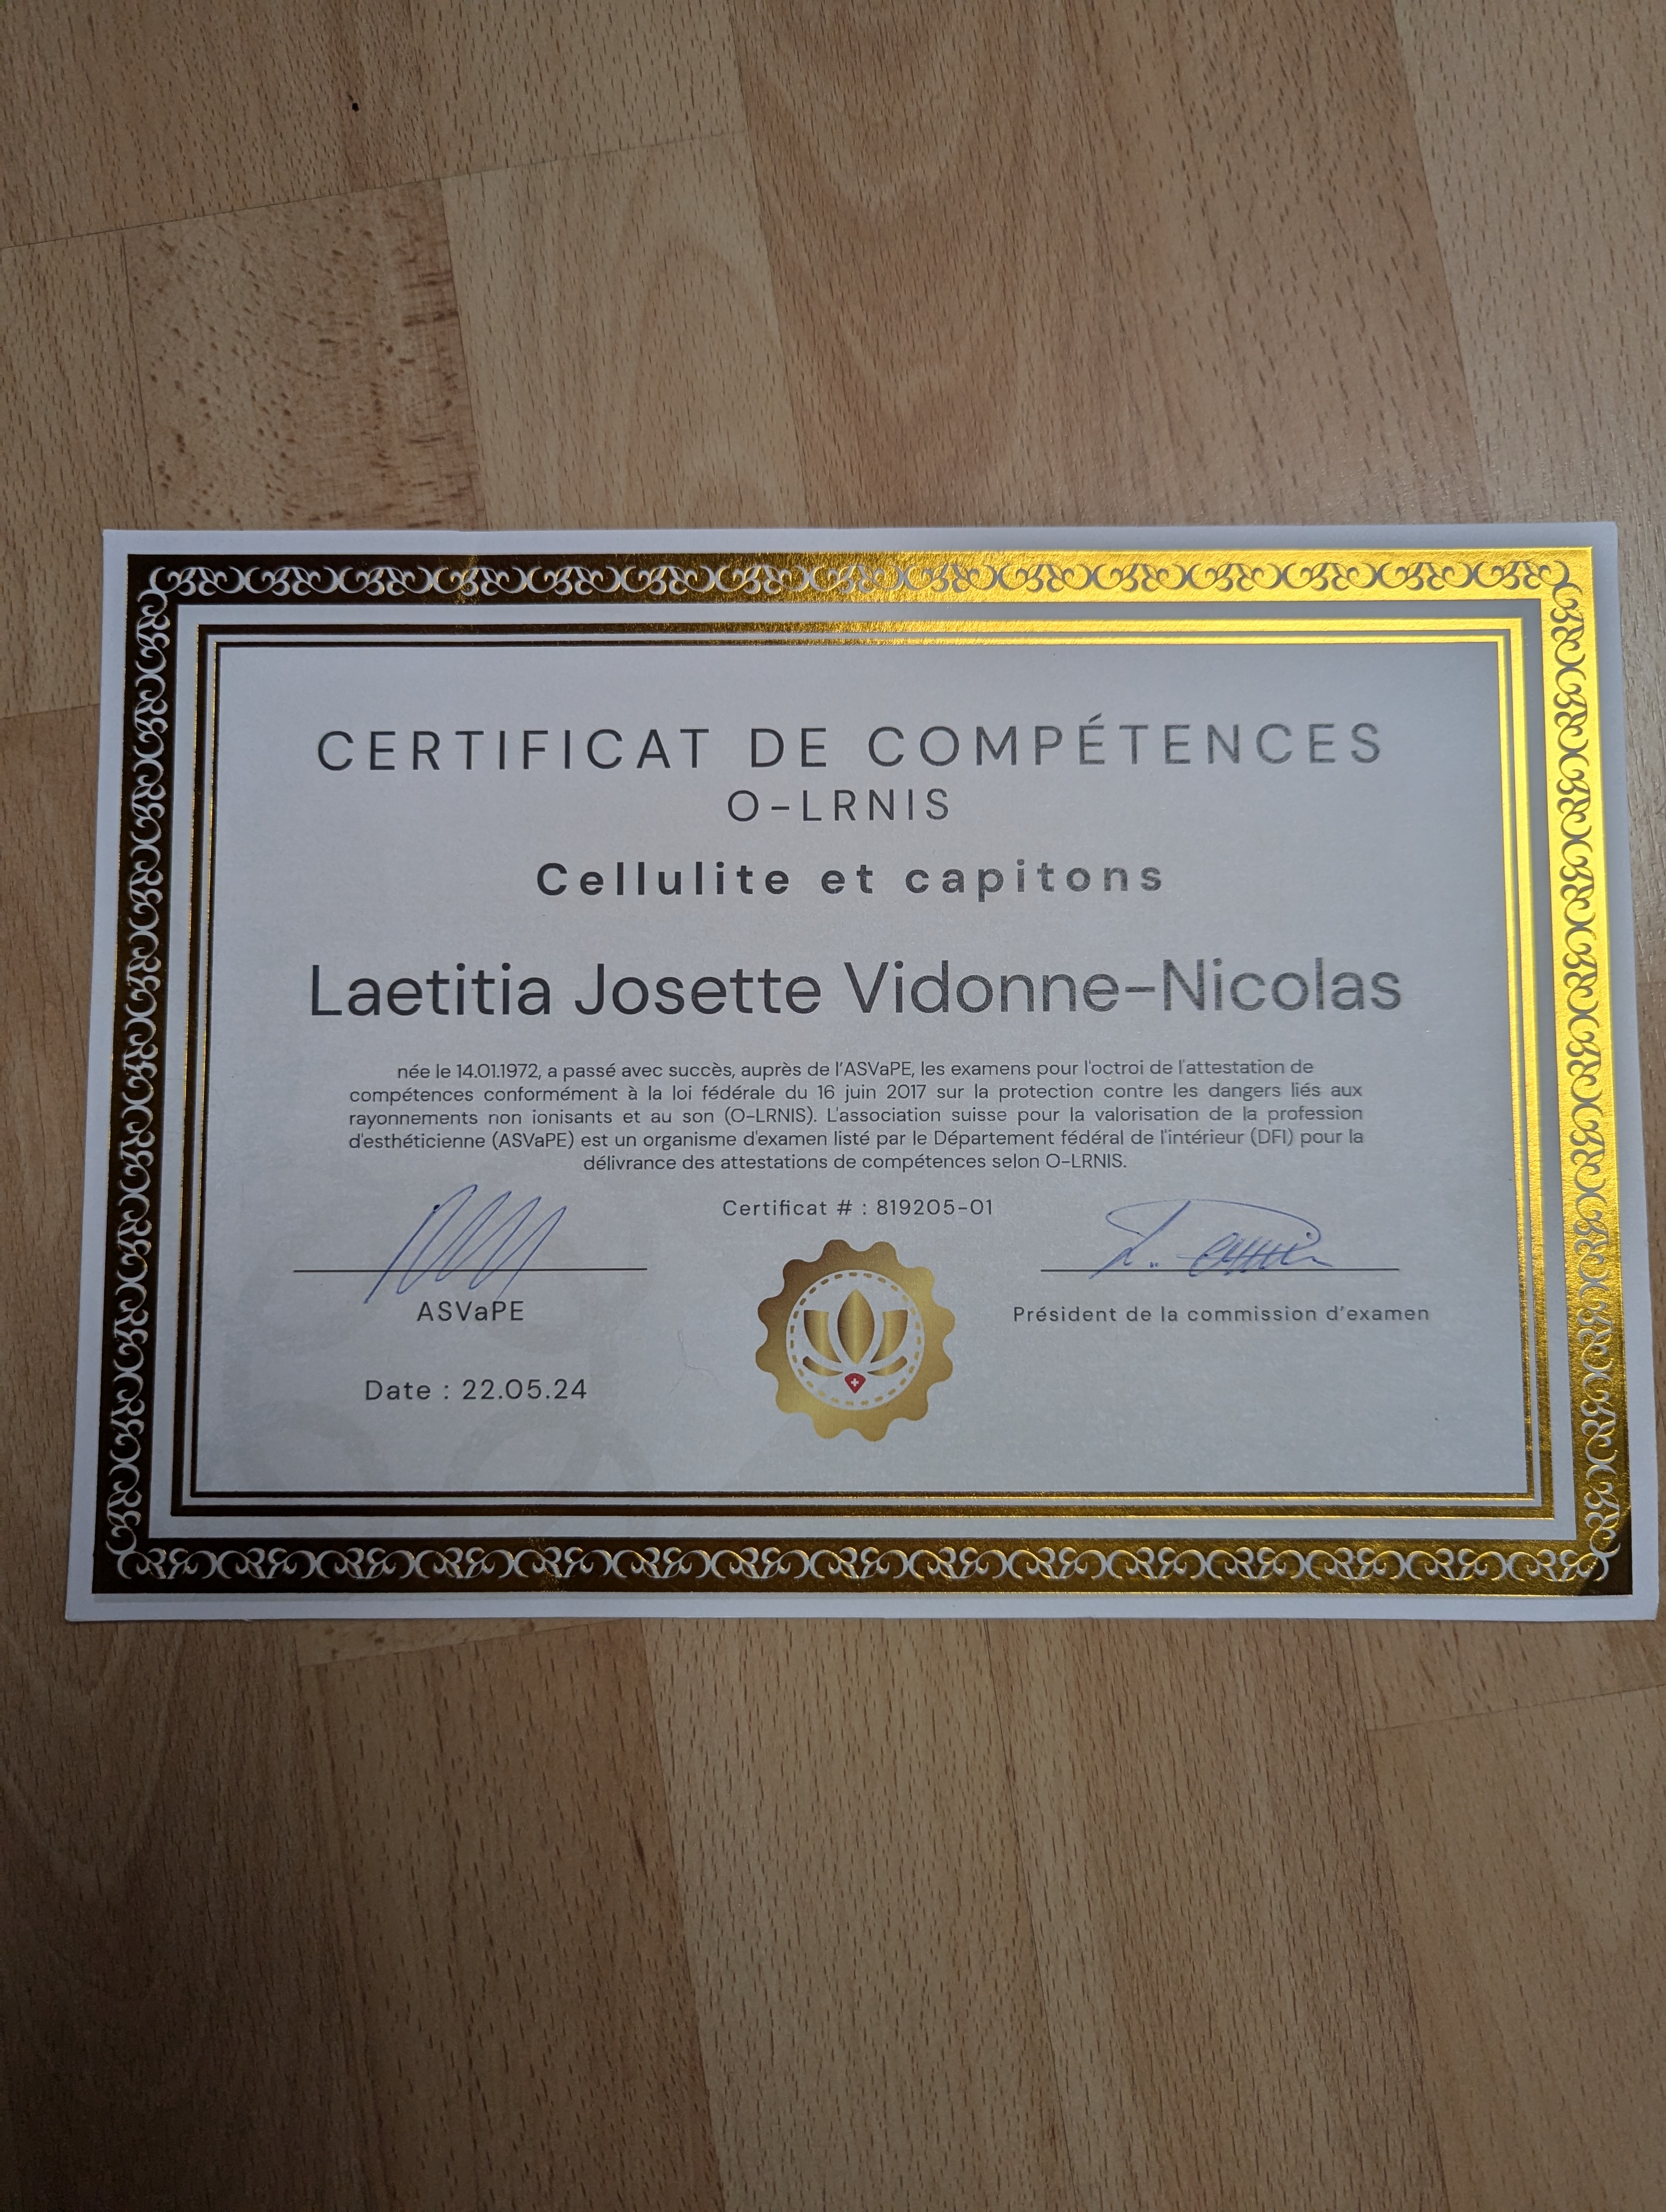 CERTIFICAT DE COMPÉTENCES
O-LRNIS
Cellulite et capitons
Laetitia Josette Vidonne-Nicolas
née le 14.01.1972, a passé avec succès, auprès de l'ASVaPE, les examens pour l'octroi de l'attestation de
compétences conformément à la loi fédérale du 16 juin 2017 sur la protection contre les dangers liés aux
rayonnements non ionisants et au son (O-LRNIS). L'association suisse pour la valorisation de la profession
d'esthéticienne (ASVaPE) est un organisme d'examen listé par le Département fédéral de l'intérieur (DFI) pour la
délivrance des attestations de compétences selon O-LRNIS.
Certificat # : 819205-01
ASVaPE
Président de la commission d'examen
Date : 22.05.24